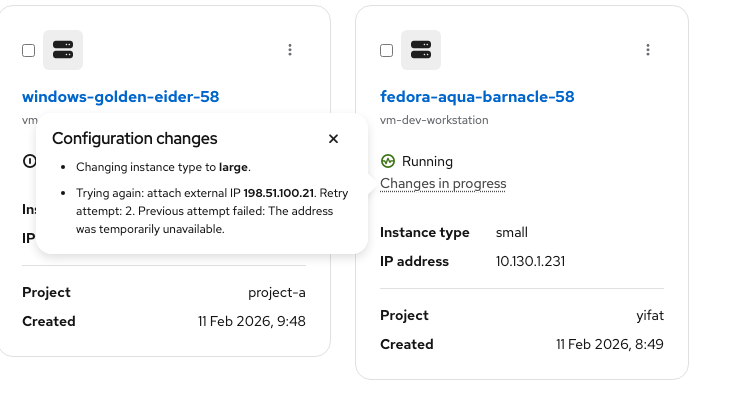 windows-golden-eider-58
vm
Configuration changes
Changing instance type to large.
Trying again: attach external IP 198.51.100.21. Retry
attempt: 2. Previous attempt failed: The address
was temporarily unavailable.
Ins
IP
Project project-a
Created 11 Feb 2026, 9:48
fedora-aqua-barnacle-58
vm-dev-workstation
Running
Changes in progress
Instance type small
IP address 10.130.1.231
Project yifat
Created 11 Feb 2026, 8:49